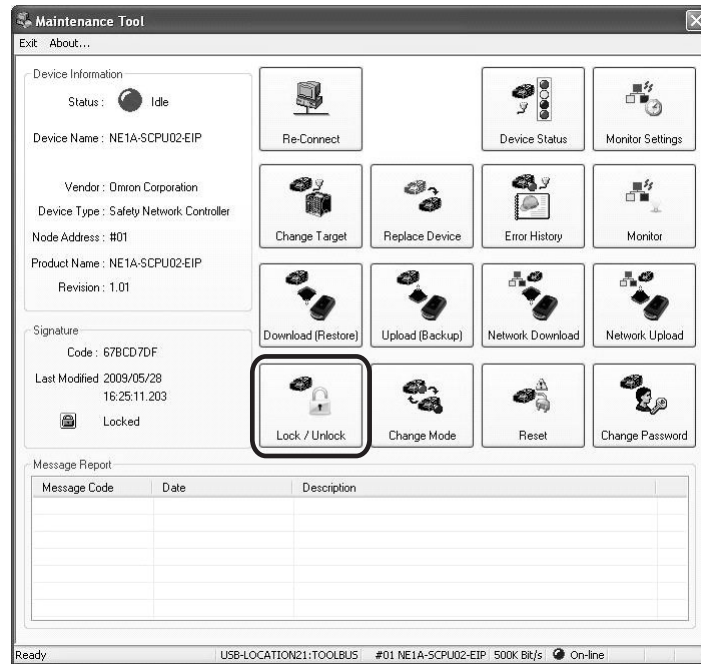 Maintenance Tool
Exit About...
Device Information
Status : Idle
Device Name : NE1A-SCPU02-EIP
Vendor : Omron Corporation
Device Type : Safety Network Controller
Node Address : #01
Product Name : NE1A-SCPU02-EIP
Revision : 1.01
Signature
Code : 67BCD7DF
Last Modified 2009/05/28
16:25:11.203
Locked
Re-Connect
Device Status
Monitor Settings
Change Target
Replace Device
Error History
Monitor
Download (Restore)
Upload (Backup)
Network Download
Network Upload
Lock / Unlock
Change Mode
Reset
Change Password
Message Report
Message Code Date Description
Ready USB-LOCATION21:TOOLBUS #01 NE1A-SCPU02-EIP 500K Bit/s On-line